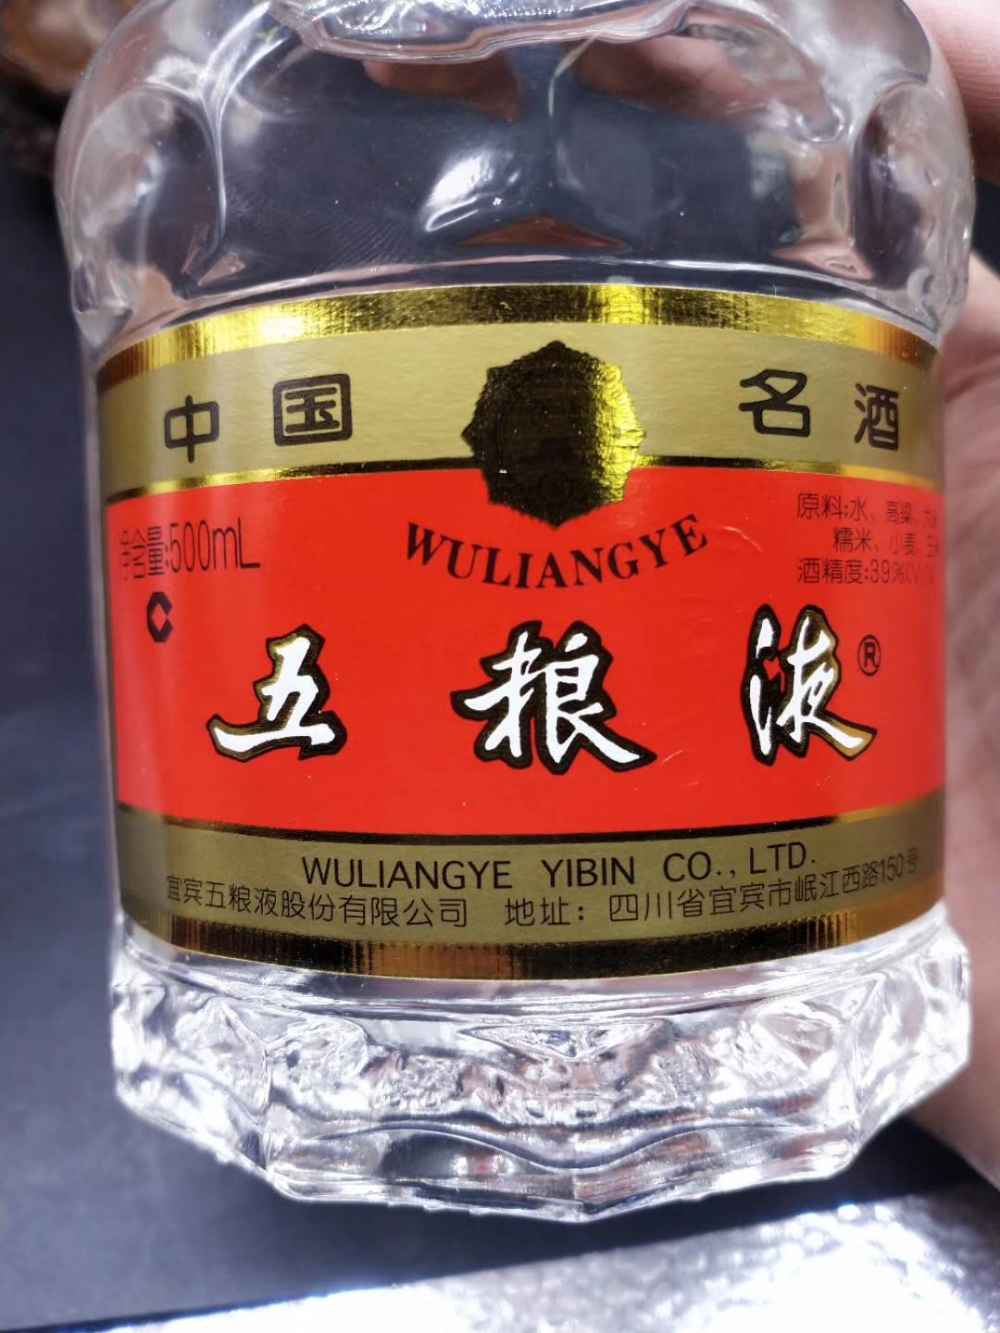 中国名酒
净含量:500mL
WULIANGYE
原料:水、高粱、大
糯米、小麦、玉
酒精度:39%(V
五粮液®
WULIANGYE YIBIN CO., LTD.
宜宾五粮液股份有限公司 地址：四川省宜宾市岷江西路150号